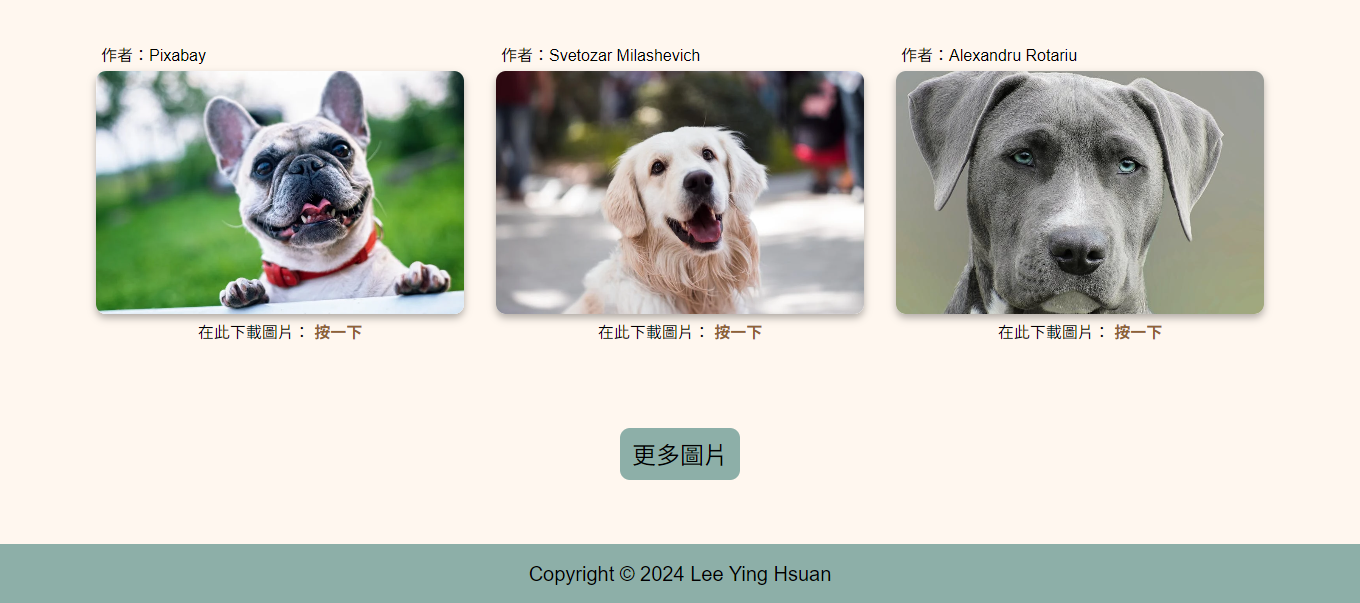 作者：Pixabay
作者：Svetozar Milashevich
作者：Alexandru Rotariu
在此下載圖片： 按一下
在此下載圖片： 按一下
在此下載圖片： 按一下
更多圖片
Copyright © 2024 Lee Ying Hsuan